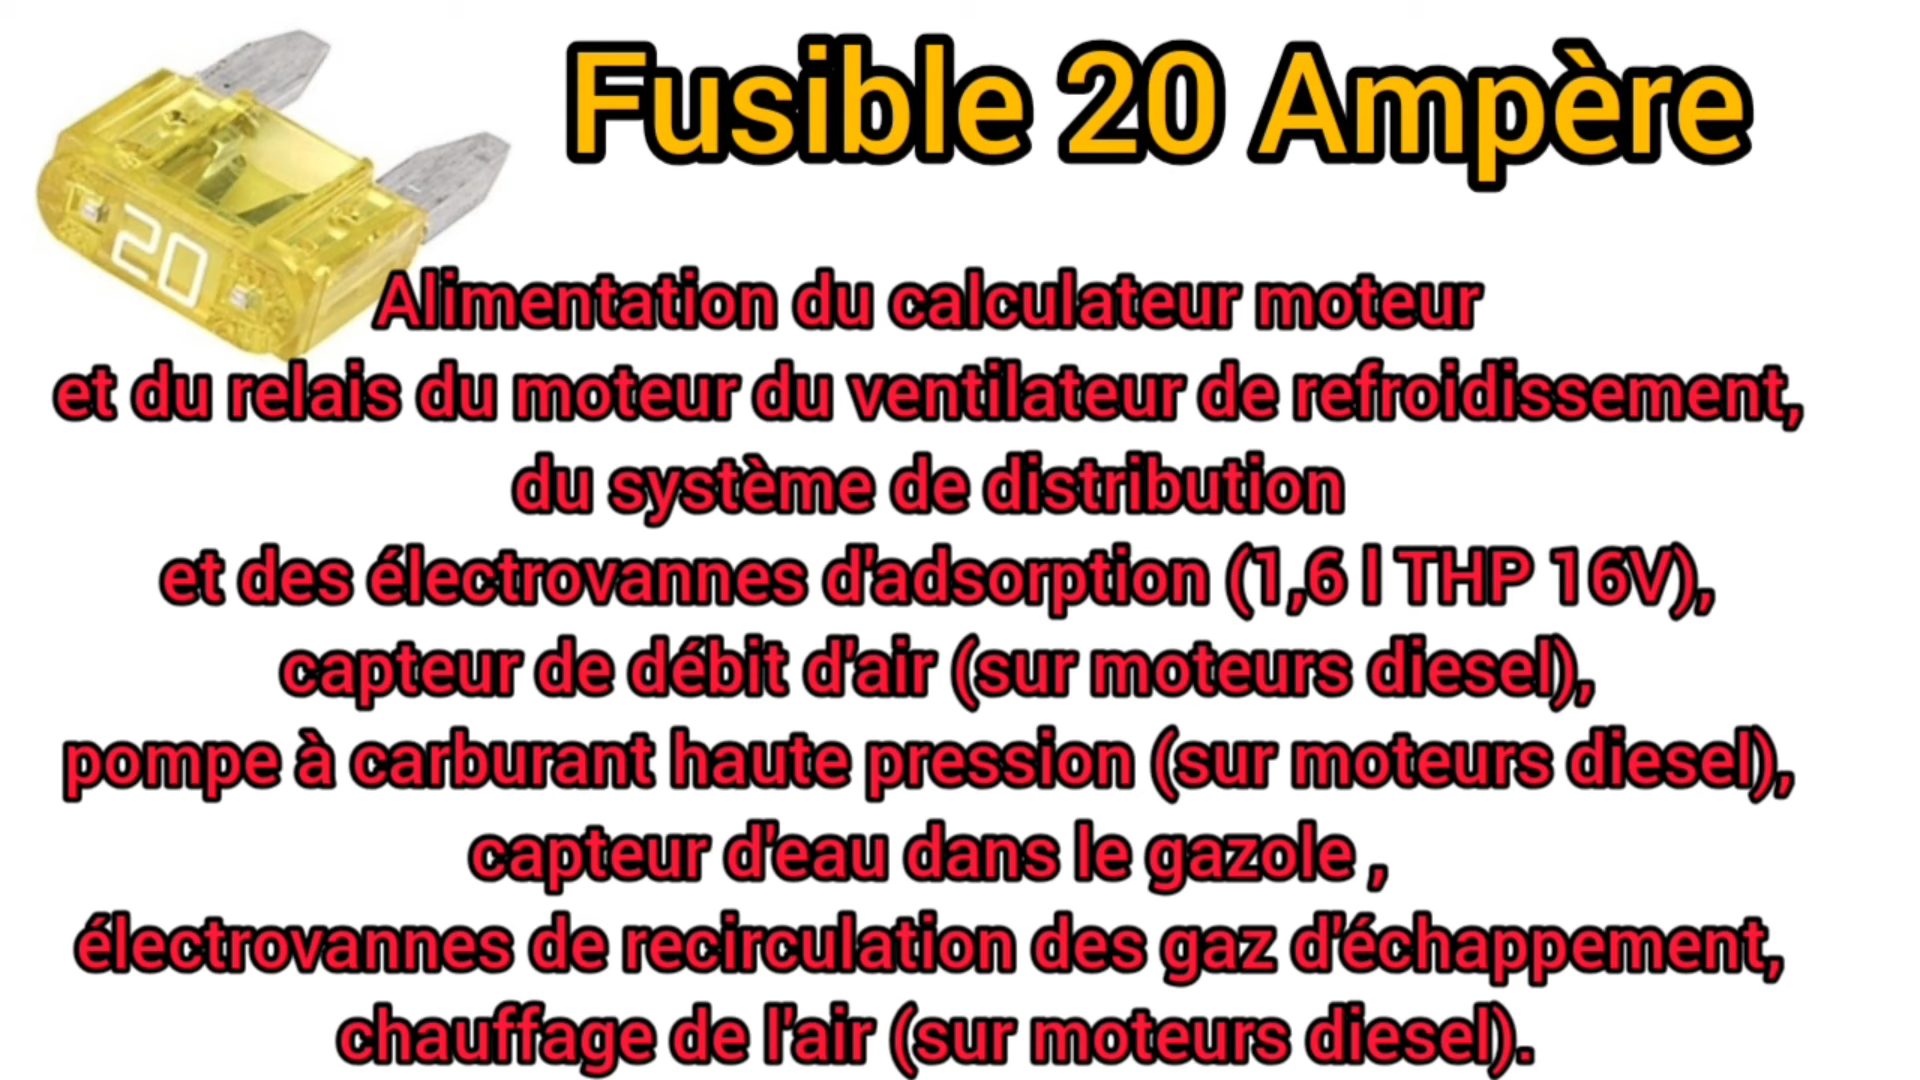 Fusible 20 Ampère
20
Alimentation du calculateur moteur
et du relais du moteur du ventilateur de refroidissement,
du système de distribution
et des électrovannes d'adsorption (1,6 l THP 16V),
capteur de débit d'air (sur moteurs diesel),
pompe à carburant haute pression (sur moteurs diesel),
capteur d'eau dans le gazole ,
électrovannes de recirculation des gaz d'échappement,
chauffage de l'air (sur moteurs diesel).